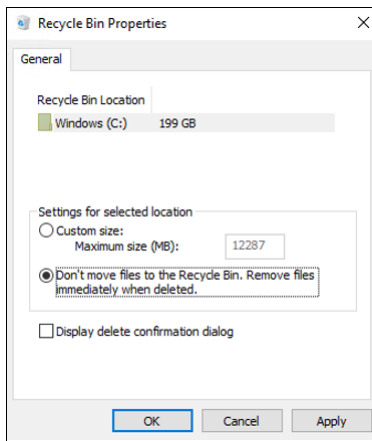 Recycle Bin Properties
General
Recycle Bin Location
Windows (C:) 199 GB
Settings for selected location
Custom size:
Maximum size (MB): 12287
Don't move files to the Recycle Bin. Remove files
immediately when deleted.
Display delete confirmation dialog
OK Cancel Apply